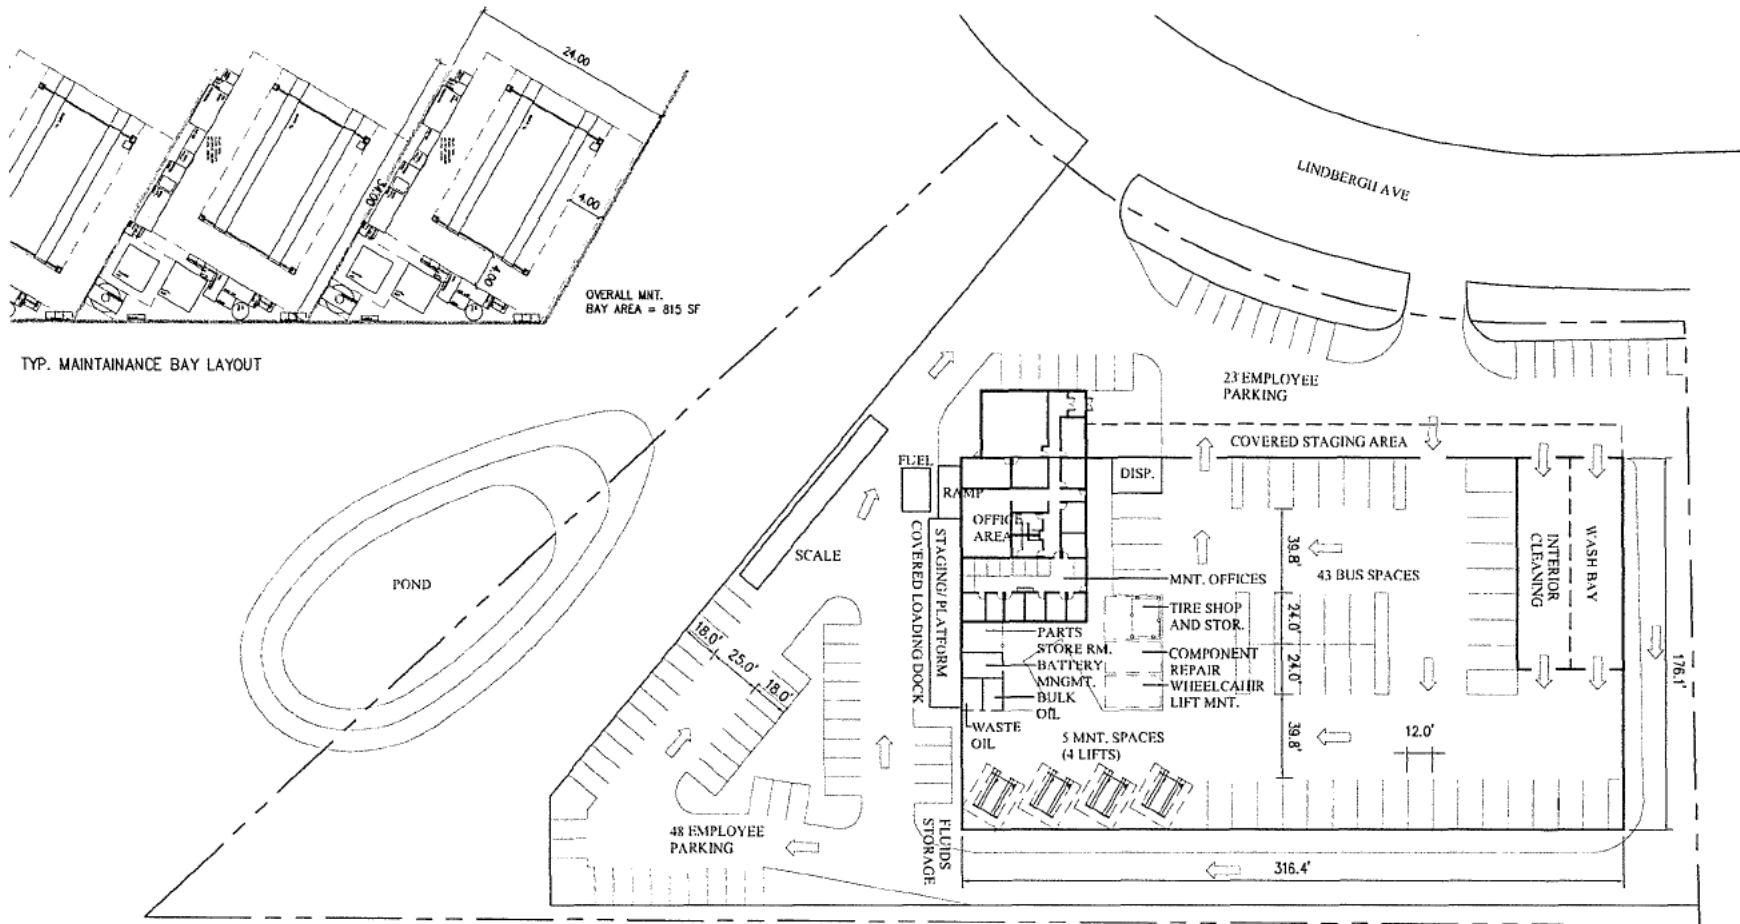 24.00
34.00
4.00
4.00
OVERALL MNT.
BAY AREA = 815 SF
TYP. MAINTAINANCE BAY LAYOUT
LINDBERGH AVE
23 EMPLOYEE
PARKING
COVERED STAGING AREA
FUEL
RAMP
DISP.
OFFICE
AREA
SCALE
POND
STAGING/ PLATFORM
COVERED LOADING DOCK
MNT. OFFICES
39.8'
43 BUS SPACES
INTERIOR
CLEANING
WASH BAY
TIRE SHOP
AND STOR.
24.0'
PARTS
STORE RM.
BATTERY
MNGMT.
BULK
OIL
COMPONENT
REPAIR
WHEELCAHIR
LIFT MNT.
24.0'
176.1'
18.0'
25.0'
18.0'
WASTE
OIL
5 MNT. SPACES
(4 LIFTS)
39.8'
12.0'
48 EMPLOYEE
PARKING
FLUIDS
STORAGE
316.4'